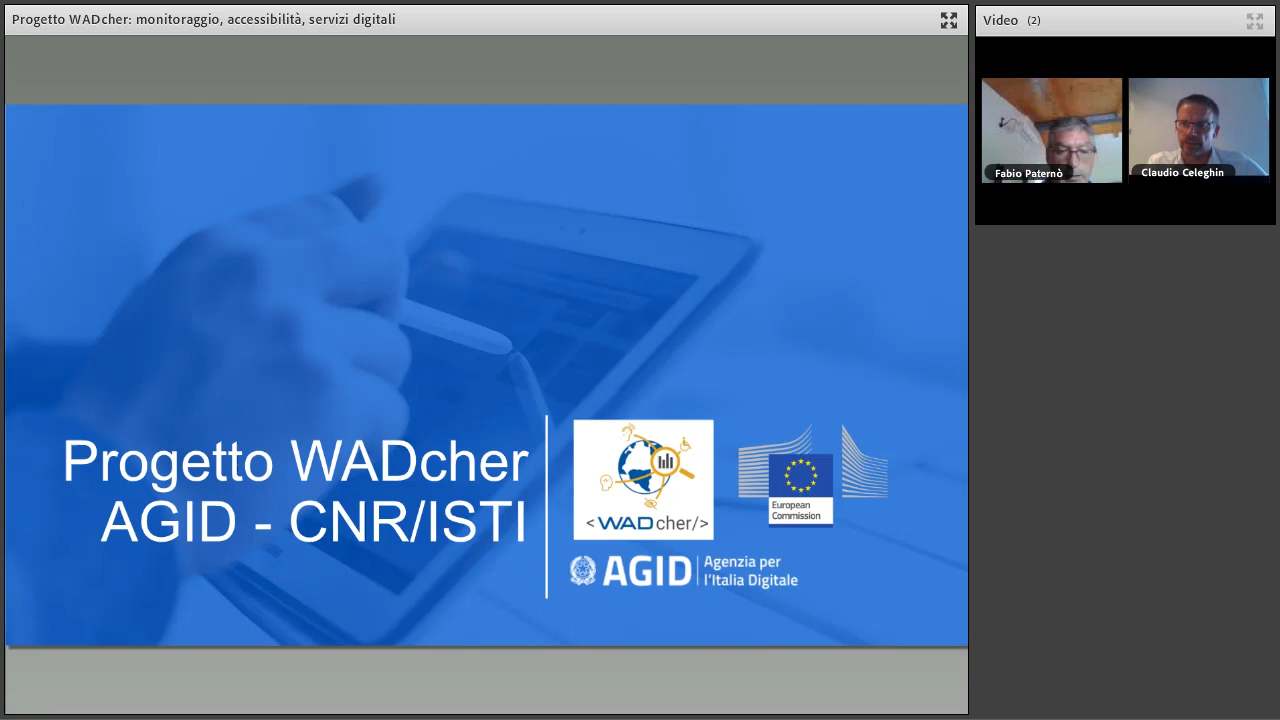 Progetto WADcher: monitoraggio, accessibilità, servizi digitali
Video (2)
Fabio Paternò
Claudio Celeghin
Progetto WADcher
AGID - CNR/ISTI
<WADcher/>
European
Commission
AGID
Agenzia per
l'Italia Digitale